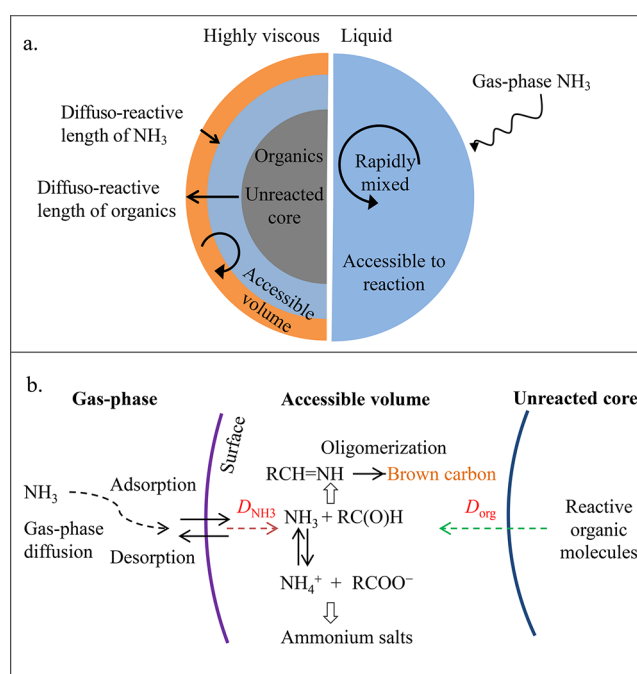 a.
Highly viscous
Liquid
Gas-phase NH₃
Diffuso-reactive
length of NH₃
Diffuso-reactive
length of organics
Organics
Unreacted
core
Rapidly
mixed
Accessible to
reaction
Accessible
volume
b.
Gas-phase
Accessible volume
Unreacted core
Surface
Oligomerization
RCH=NH
Brown carbon
NH₃
Adsorption
Gas-phase
diffusion
Desorption
D_NH3
NH₃ + RC(O)H
D_org
Reactive
organic
molecules
NH₄⁺ + RCOO⁻
Ammonium salts